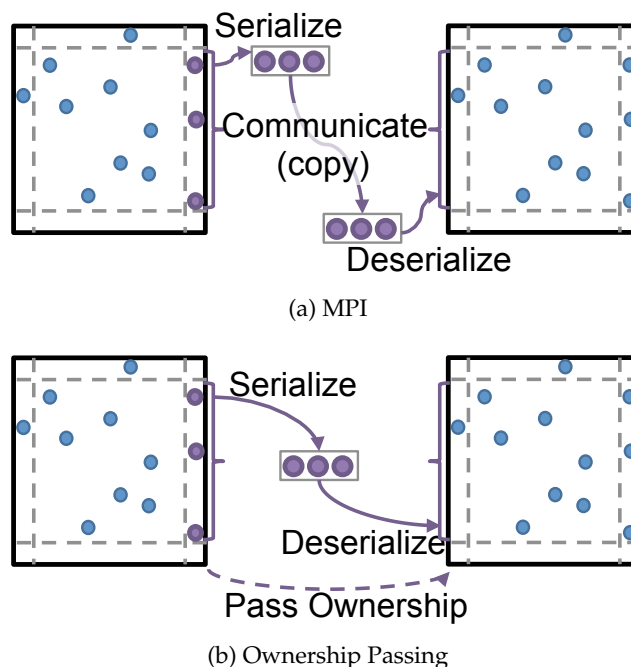 Serialize
Communicate
(copy)
Deserialize
(a) MPI
Serialize
Deserialize
Pass Ownership
(b) Ownership Passing